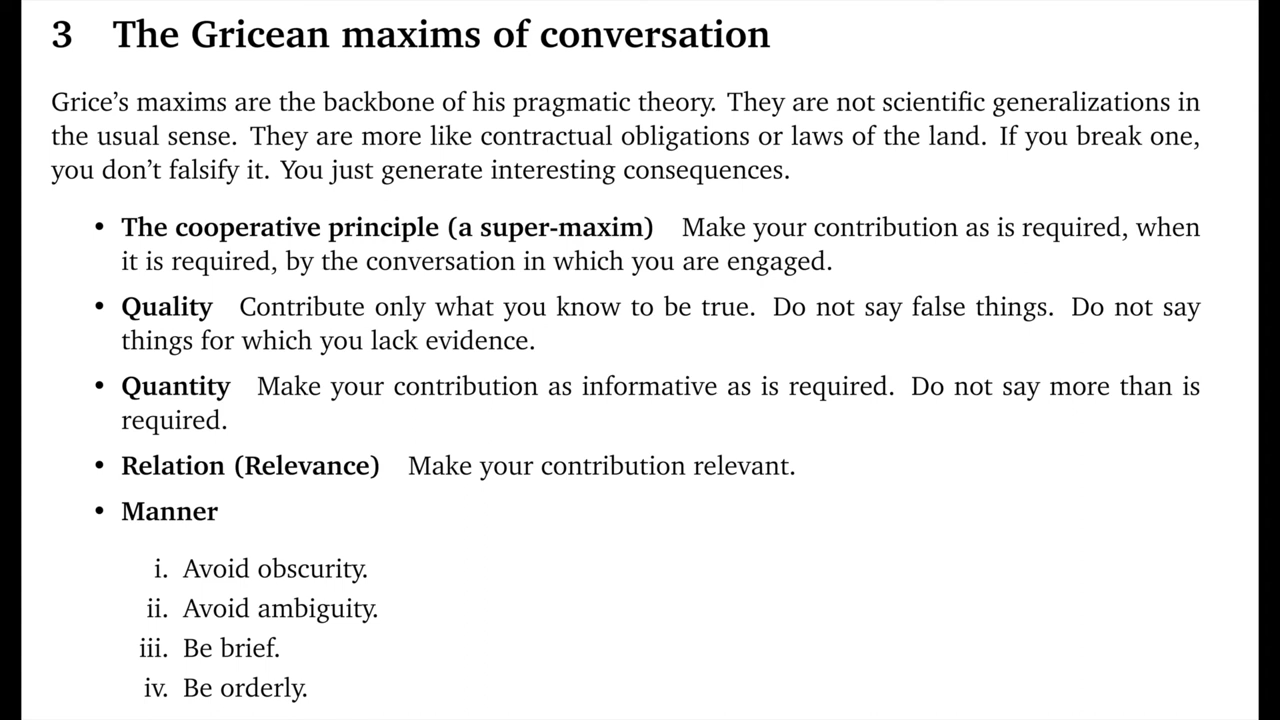 3 The Gricean maxims of conversation
Grice’s maxims are the backbone of his pragmatic theory. They are not scientific generalizations in
the usual sense. They are more like contractual obligations or laws of the land. If you break one,
you don’t falsify it. You just generate interesting consequences.
• The cooperative principle (a super-maxim) Make your contribution as is required, when
it is required, by the conversation in which you are engaged.
• Quality Contribute only what you know to be true. Do not say false things. Do not say
things for which you lack evidence.
• Quantity Make your contribution as informative as is required. Do not say more than is
required.
• Relation (Relevance) Make your contribution relevant.
• Manner
i. Avoid obscurity.
ii. Avoid ambiguity.
iii. Be brief.
iv. Be orderly.